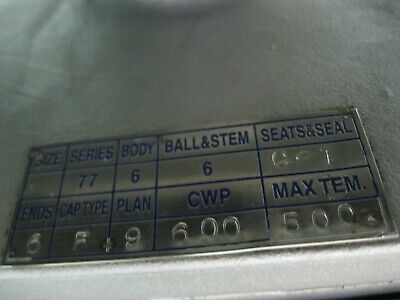 SIZE SERIES BODY BALL&STEM SEATS&SEAL
77 6 6
ENDS CAP TYPE PLAN CWP MAX TEM.
6 F 9 600 500